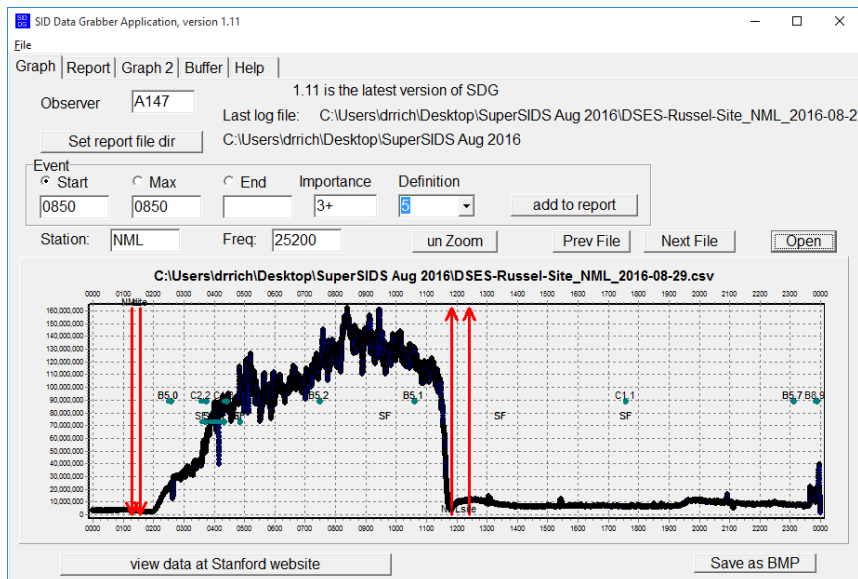 SID Data Grabber Application, version 1.11
File
Graph Report Graph 2 Buffer Help
1.11 is the latest version of SDG
Observer A147
Last log file: C:\Users\drrich\Desktop\SuperSIDS Aug 2016\DSES-Russel-Site_NML_2016-08-2
Set report file dir C:\Users\drrich\Desktop\SuperSIDS Aug 2016
Event
Start Max End Importance Definition
0850 0850 3+ 5 add to report
Station: NML Freq: 25200 un Zoom Prev File Next File Open
C:\Users\drrich\Desktop\SuperSIDS Aug 2016\DSES-Russel-Site_NML_2016-08-29.csv
0000 0100 0200 0300 0400 0500 0600 0700 0800 0900 1000 1100 1200 1300 1400 1500 1600 1700 1800 1900 2000 2100 2200 2300 0000
160,000,000
150,000,000
140,000,000
130,000,000
120,000,000
110,000,000
100,000,000
90,000,000 B5.0 C2.2 B5.2 B5.1 C1.1 B5.7 B8.9
80,000,000 SF SF SF
70,000,000
60,000,000
50,000,000
40,000,000
30,000,000
20,000,000
10,000,000
0
0000 0100 0200 0300 0400 0500 0600 0700 0800 0900 1000 1100 1200 1300 1400 1500 1600 1700 1800 1900 2000 2100 2200 2300 0000
view data at Stanford website Save as BMP